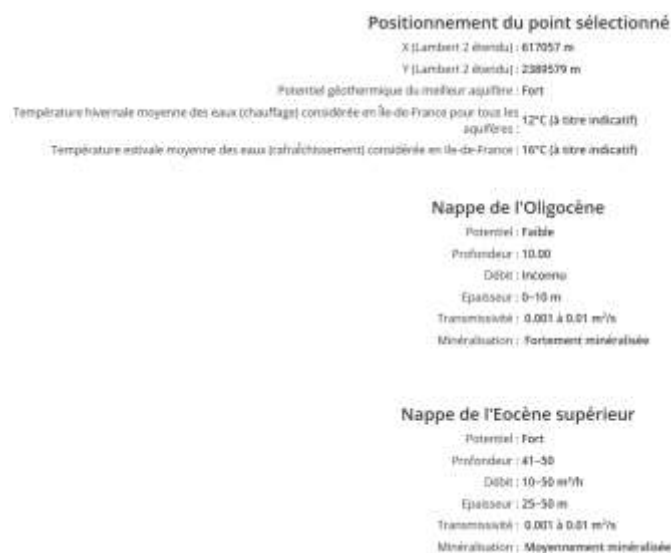 Positionnement du point sélectionné
X (Lambert 2 étendu) : 617057 m
Y (Lambert 2 étendu) : 2389579 m
Potentiel géothermique du meilleur aquifère : Fort
Température hivernale moyenne des eaux (chauffage) considérée en Île-de-France pour tous les aquifères : 12°C (à titre indicatif)
Température estivale moyenne des eaux (rafraîchissement) considérée en Ile-de-France : 16°C (à titre indicatif)
Nappe de l'Oligocène
Potentiel : Faible
Profondeur : 10.00
Débit : Inconnu
Epaisseur : 0–10 m
Transmissivité : 0.001 à 0.01 m²/s
Minéralisation : Fortement minéralisée
Nappe de l'Eocène supérieur
Potentiel : Fort
Profondeur : 41–50
Débit : 10–50 m³/h
Epaisseur : 25–50 m
Transmissivité : 0.001 à 0.01 m²/s
Minéralisation : Moyennement minéralisée